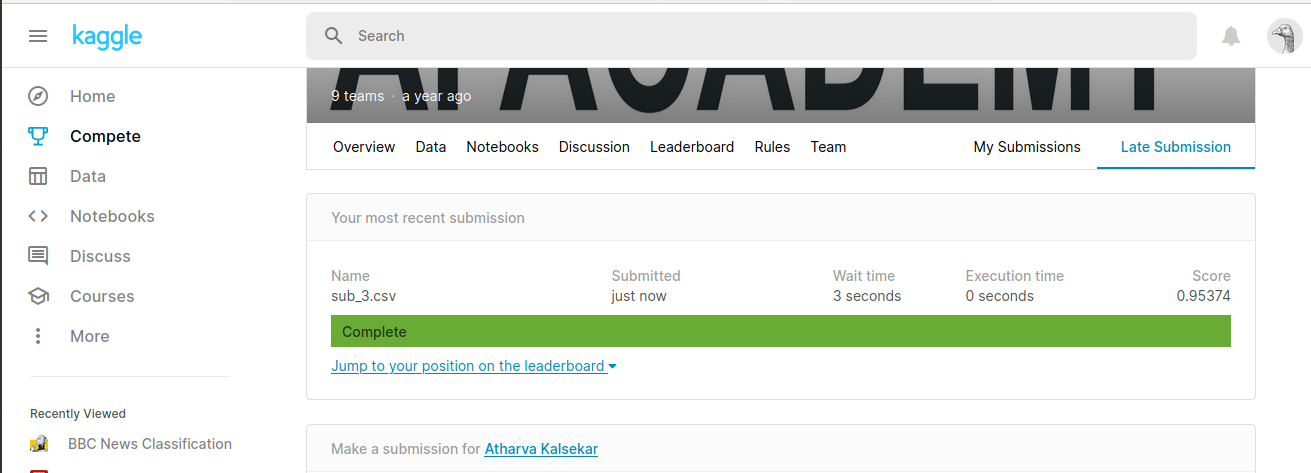 kaggle
Search
Home
Compete
Data
Notebooks
Discuss
Courses
More
Recently Viewed
BBC News Classification
AI ACADEMY
9 teams · a year ago
Overview Data Notebooks Discussion Leaderboard Rules Team My Submissions Late Submission
Your most recent submission
Name Submitted Wait time Execution time Score
sub_3.csv just now 3 seconds 0 seconds 0.95374
Complete
Jump to your position on the leaderboard
Make a submission for Atharva Kalsekar